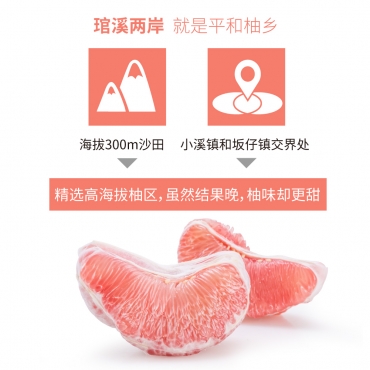 琯溪两岸 就是平和柚乡
海拔300m沙田 小溪镇和坂仔镇交界处
精选高海拔柚区，虽然结果晚，柚味却更甜